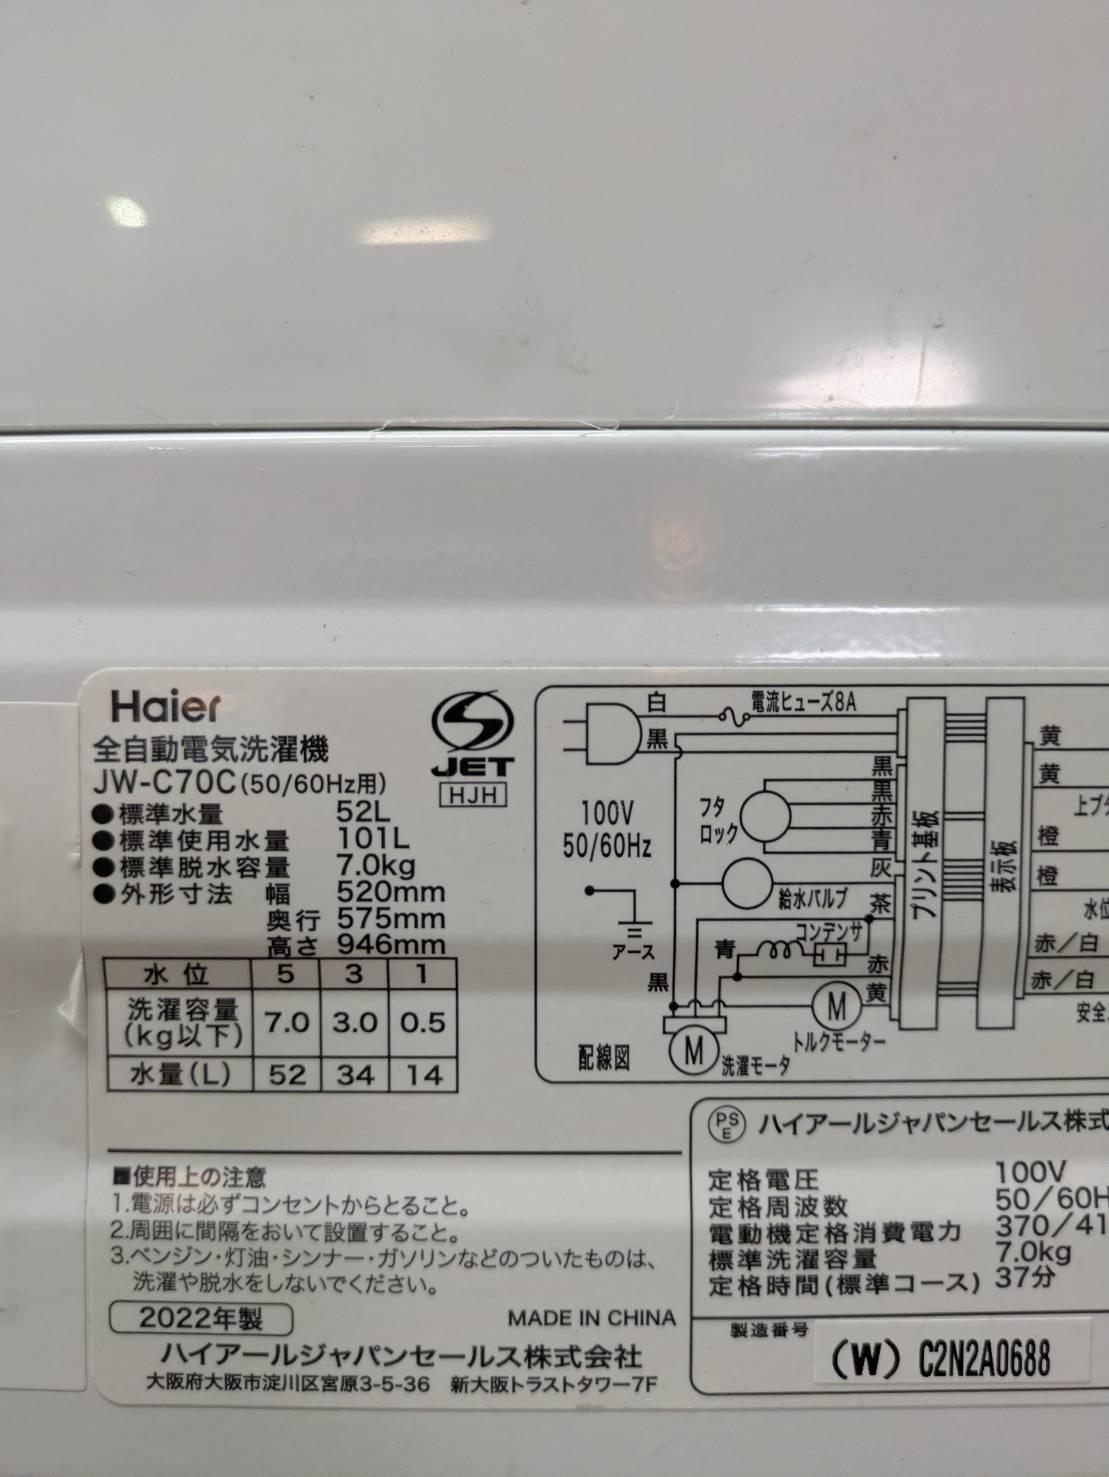 Haier
全自動電気洗濯機
JW-C70C(50/60Hz用)
●標準水量 52L
●標準使用水量 101L
●標準脱水容量 7.0kg
●外形寸法 幅 520mm
奥行 575mm
高さ 946mm
JET
HJH
水位 5 3 1
洗濯容量(kg以下) 7.0 3.0 0.5
水量(L) 52 34 14
白
電流ヒューズ8A
黒
100V
50/60Hz
アース
フタ
ロック
黒
黒
赤
青
灰
給水バルブ
茶
コンデンサ
青
赤
黒
黄
M
トルクモーター
M
洗濯モータ
配線図
プリント基板
表示板
黄
黄
上ブタ
橙
橙
水位
赤/白
赤/白
安全
■使用上の注意
1.電源は必ずコンセントからとること。
2.周囲に間隔をおいて設置すること。
3.ベンジン・灯油・シンナー・ガソリンなどのついたものは、
洗濯や脱水をしないでください。
2022年製
MADE IN CHINA
ハイアールジャパンセールス株式会社
大阪府大阪市淀川区宮原3-5-36 新大阪トラストタワー7F
PSE ハイアールジャパンセールス株式
定格電圧 100V
定格周波数 50/60H
電動機定格消費電力 370/41
標準洗濯容量 7.0kg
定格時間(標準コース) 37分
製造番号
(W) C2N2A0688